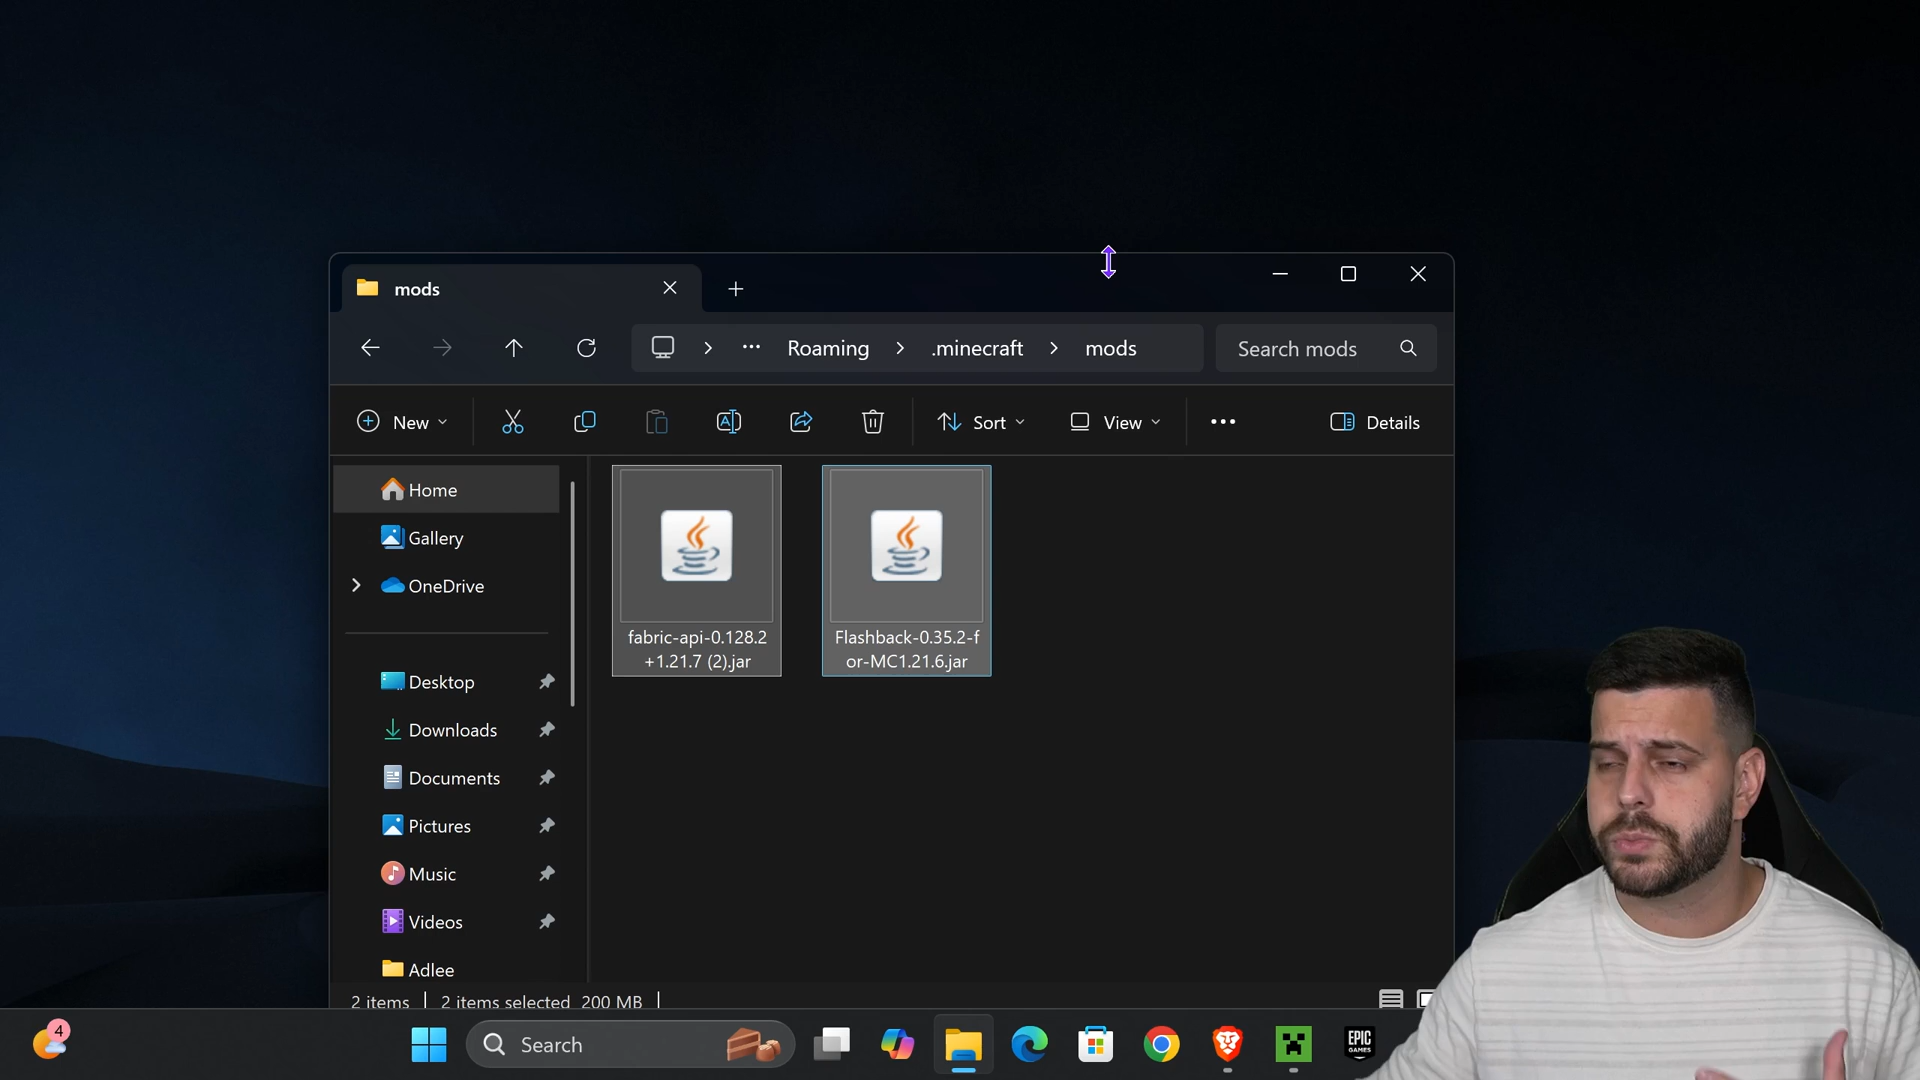 mods
Roaming
.minecraft
mods
Search mods
New
Sort
View
Details
Home
Gallery
OneDrive
Desktop
Downloads
Documents
Pictures
Music
Videos
Adlee
fabric-api-0.128.2
+1.21.7 (2).jar
Flashback-0.35.2-f
or-MC1.21.6.jar
2 items
2 items selected 200 MB
4
Search
EPIC
GAMES